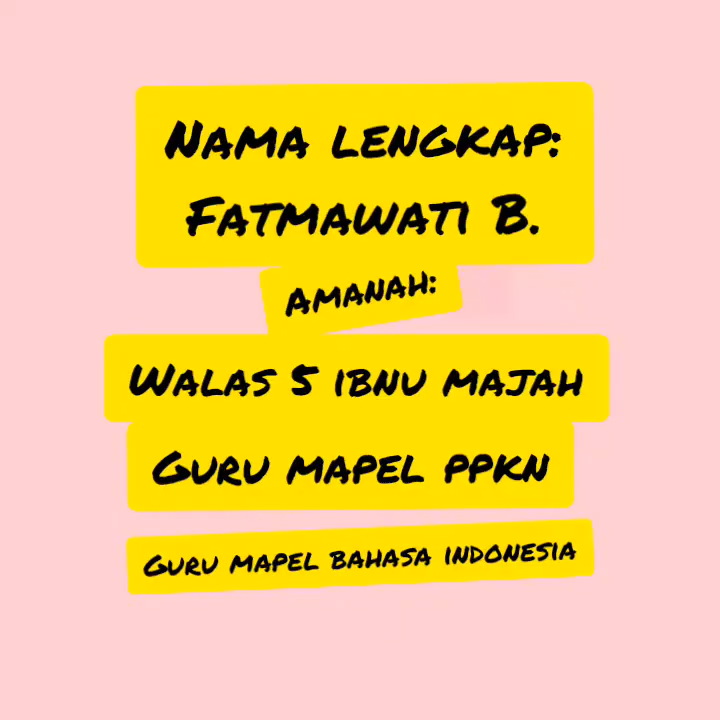 Nama lengkap:
Fatmawati B.
Amanah:
Walas 5 ibnu majah
Guru mapel ppkn
Guru mapel bahasa indonesia